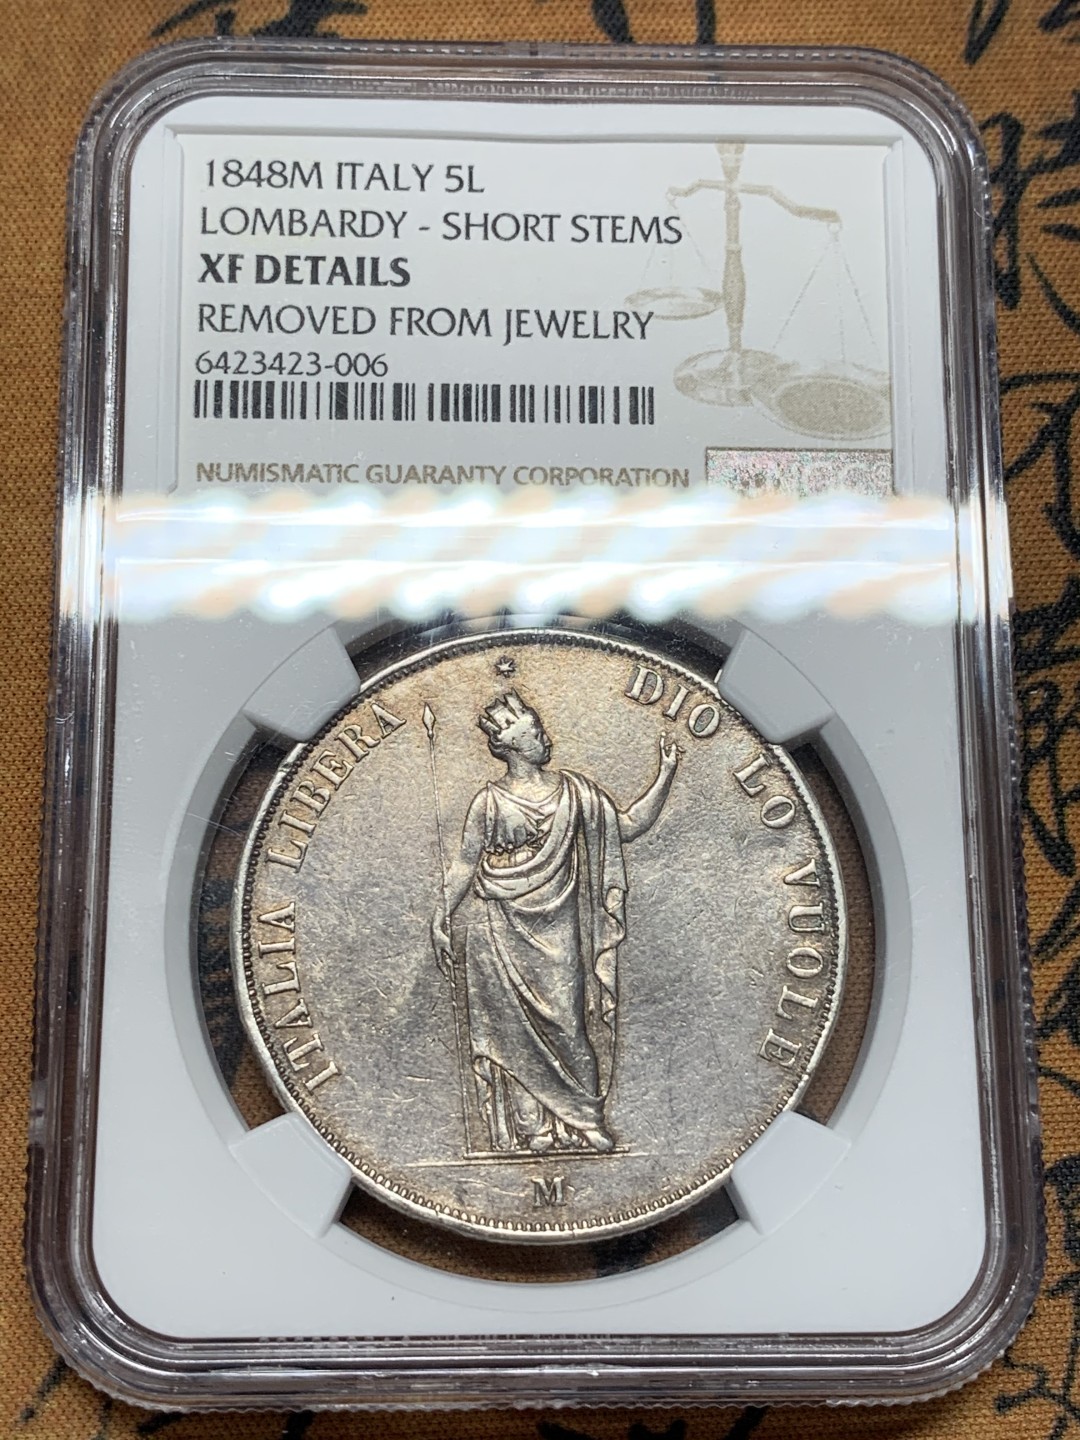 1848M ITALY 5L
LOMBARDY - SHORT STEMS
XF DETAILS
REMOVED FROM JEWELRY
6423423-006
NUMISMATIC GUARANTY CORPORATION
ITALIA LIBERA
DIO LO VUOLE
M